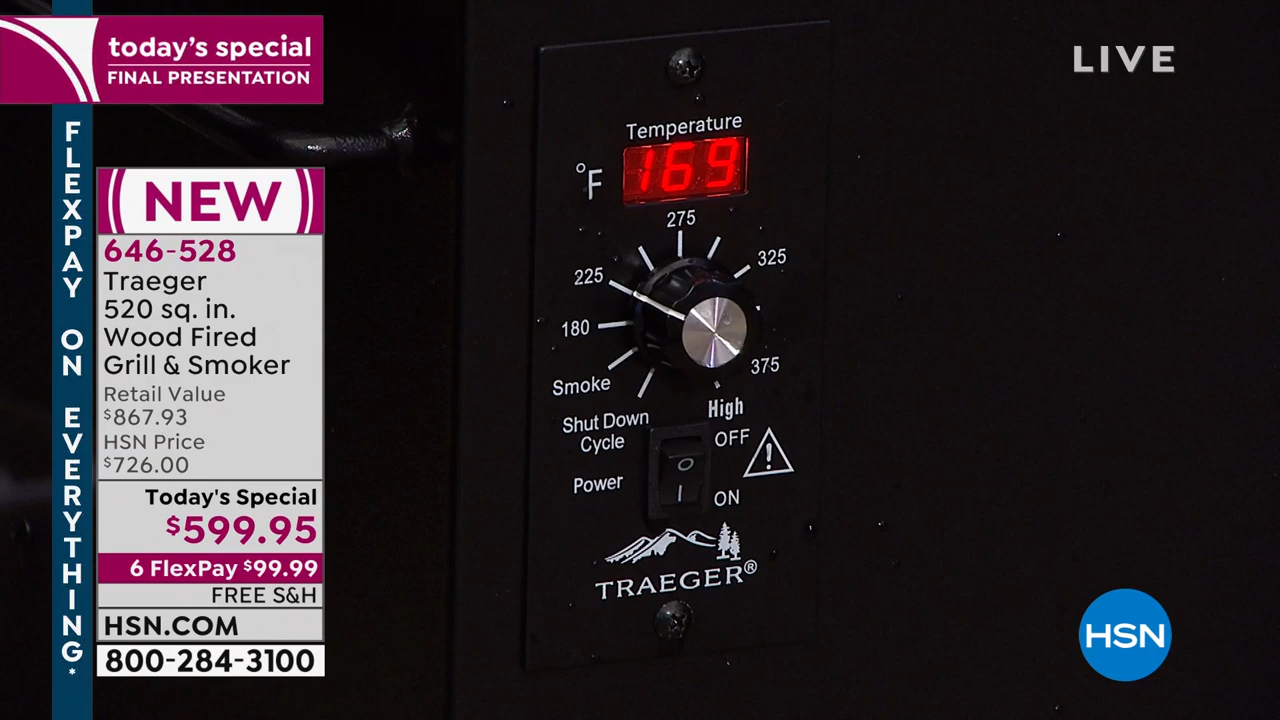 today's special
FINAL PRESENTATION
LIVE
FLEXPAY ON EVERYTHING*
NEW
646-528
Traeger
520 sq. in.
Wood Fired
Grill & Smoker
Retail Value
$867.93
HSN Price
$726.00
Today's Special
$599.95
6 FlexPay $99.99
FREE S&H
HSN.COM
800-284-3100
Temperature
°F
169
275
225
325
180
375
Smoke
High
Shut Down
Cycle
OFF
Power
ON
TRAEGER®
HSN